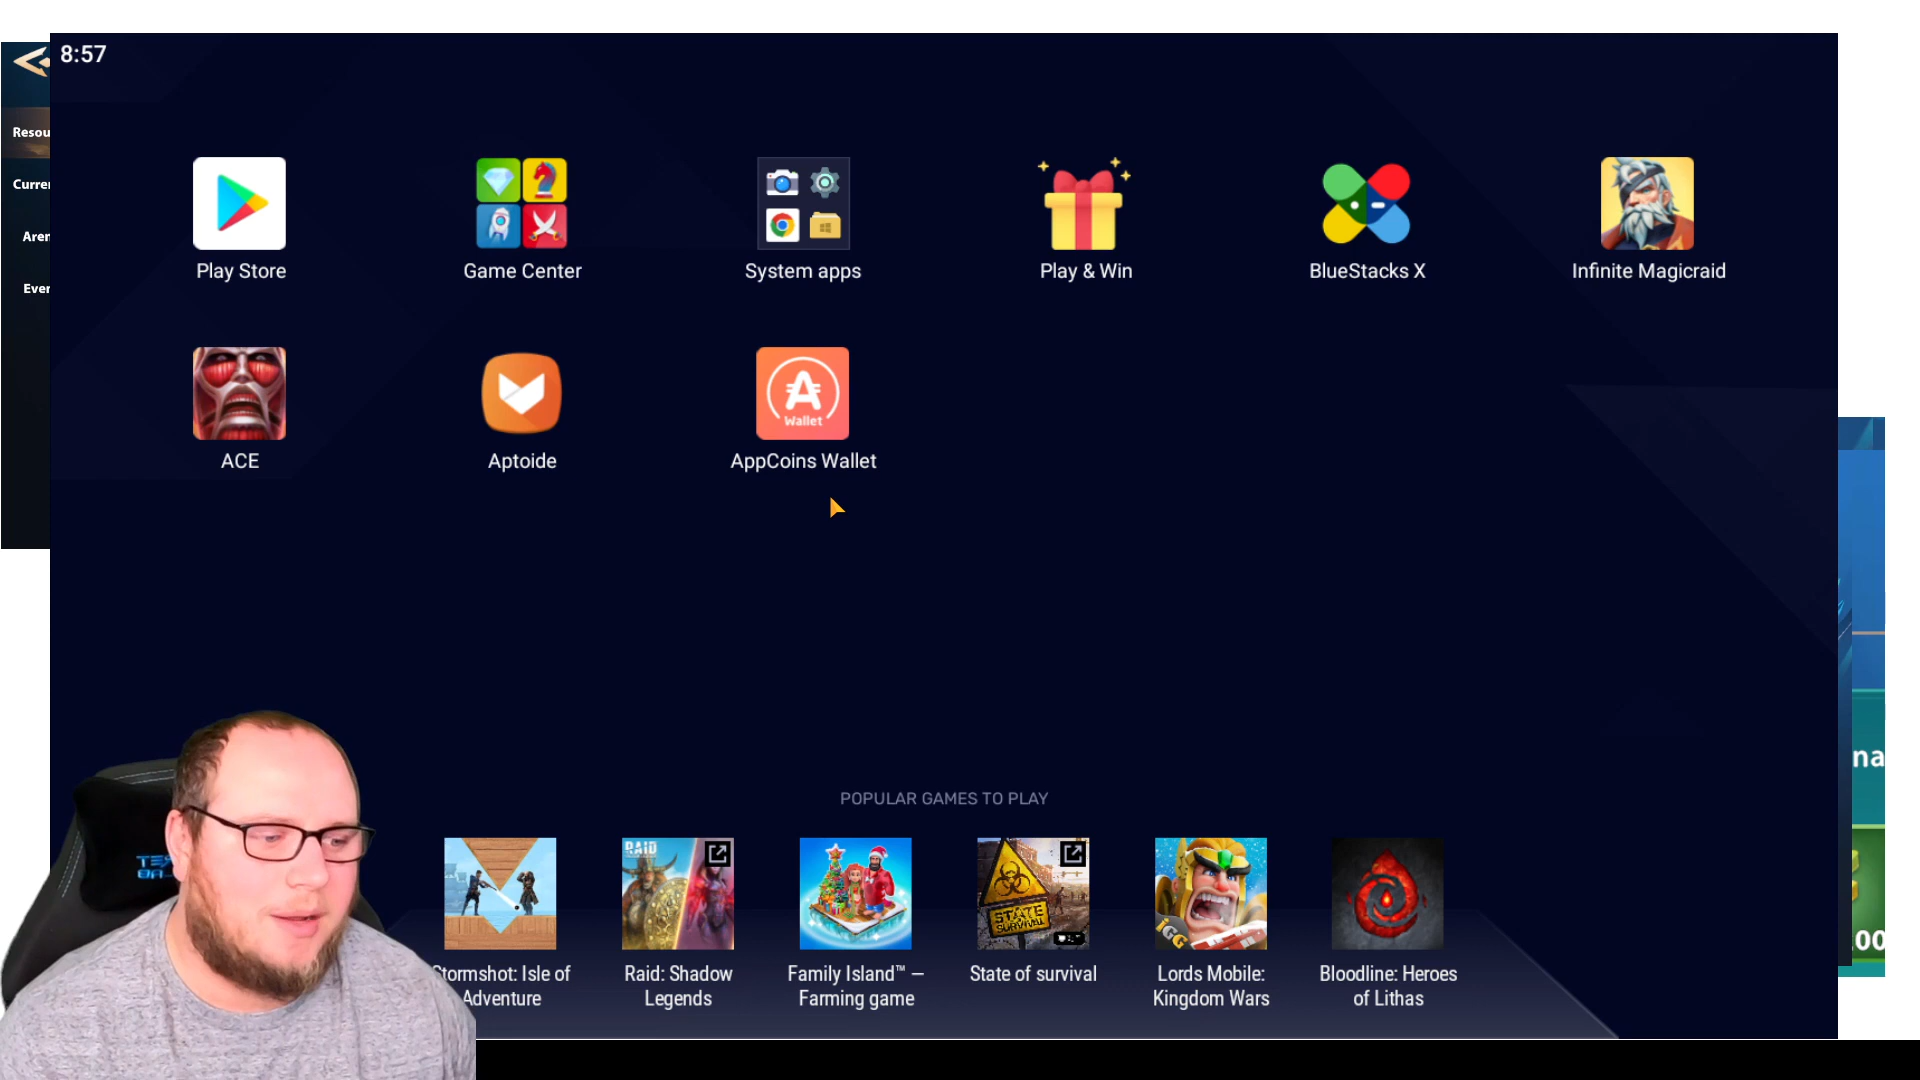 8:57
Resou
Curre
Aren
Even
Play Store
Game Center
System apps
Play & Win
BlueStacks X
Infinite Magicraid
Wallet
ACE
Aptoide
AppCoins Wallet
na
.00
POPULAR GAMES TO PLAY
RAID
STATE
SURVIVAL
IGG
Stormshot: Isle of
Adventure
Raid: Shadow
Legends
Family Island™ —
Farming game
State of survival
Lords Mobile:
Kingdom Wars
Bloodline: Heroes
of Lithas